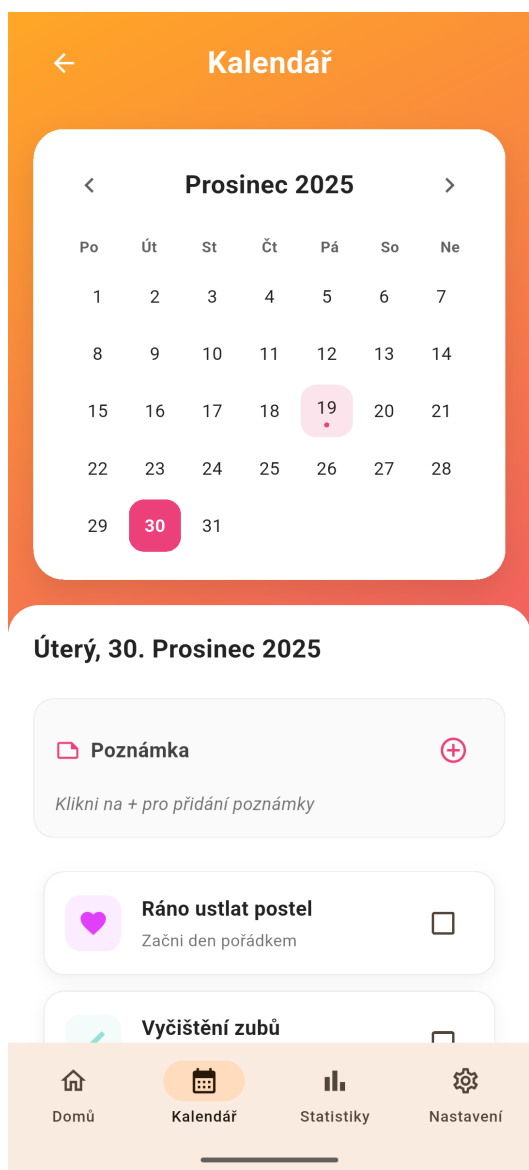 Kalendář
Prosinec 2025
Po Út St Čt Pá So Ne
1 2 3 4 5 6 7
8 9 10 11 12 13 14
15 16 17 18 19 20 21
22 23 24 25 26 27 28
29 30 31
Úterý, 30. Prosinec 2025
Poznámka
Klikni na + pro přidání poznámky
Ráno ustlat postel
Začni den pořádkem
Vyčištění zubů
Domů Kalendář Statistiky Nastavení